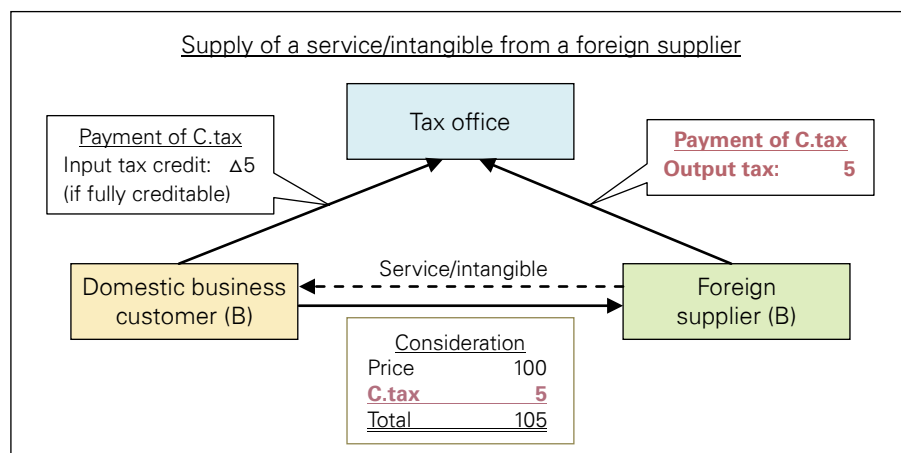 Supply of a service/intangible from a foreign supplier
Tax office
Payment of C.tax
Input tax credit: Δ5
(if fully creditable)
Payment of C.tax
Output tax: 5
Service/intangible
Domestic business
customer (B)
Foreign
supplier (B)
Consideration
Price 100
C.tax 5
Total 105